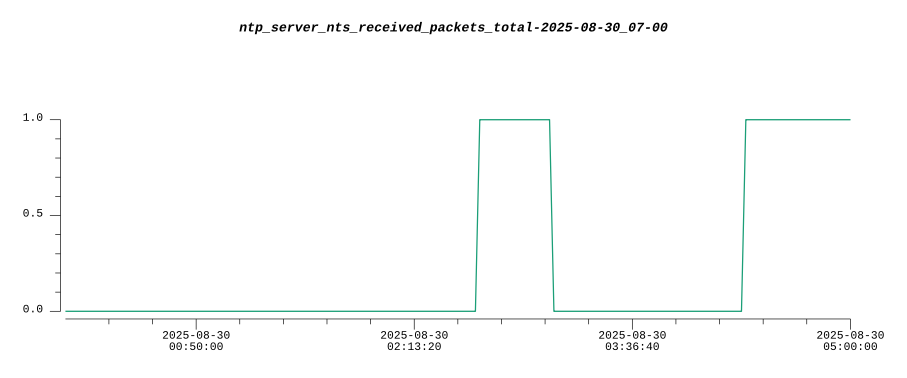 ntp_server_nts_received_packets_total-2025-08-30_07-00
1.0
0.5
0.0
2025-08-30 2025-08-30 2025-08-30 2025-08-30
00:50:00 02:13:20 03:36:40 05:00:00